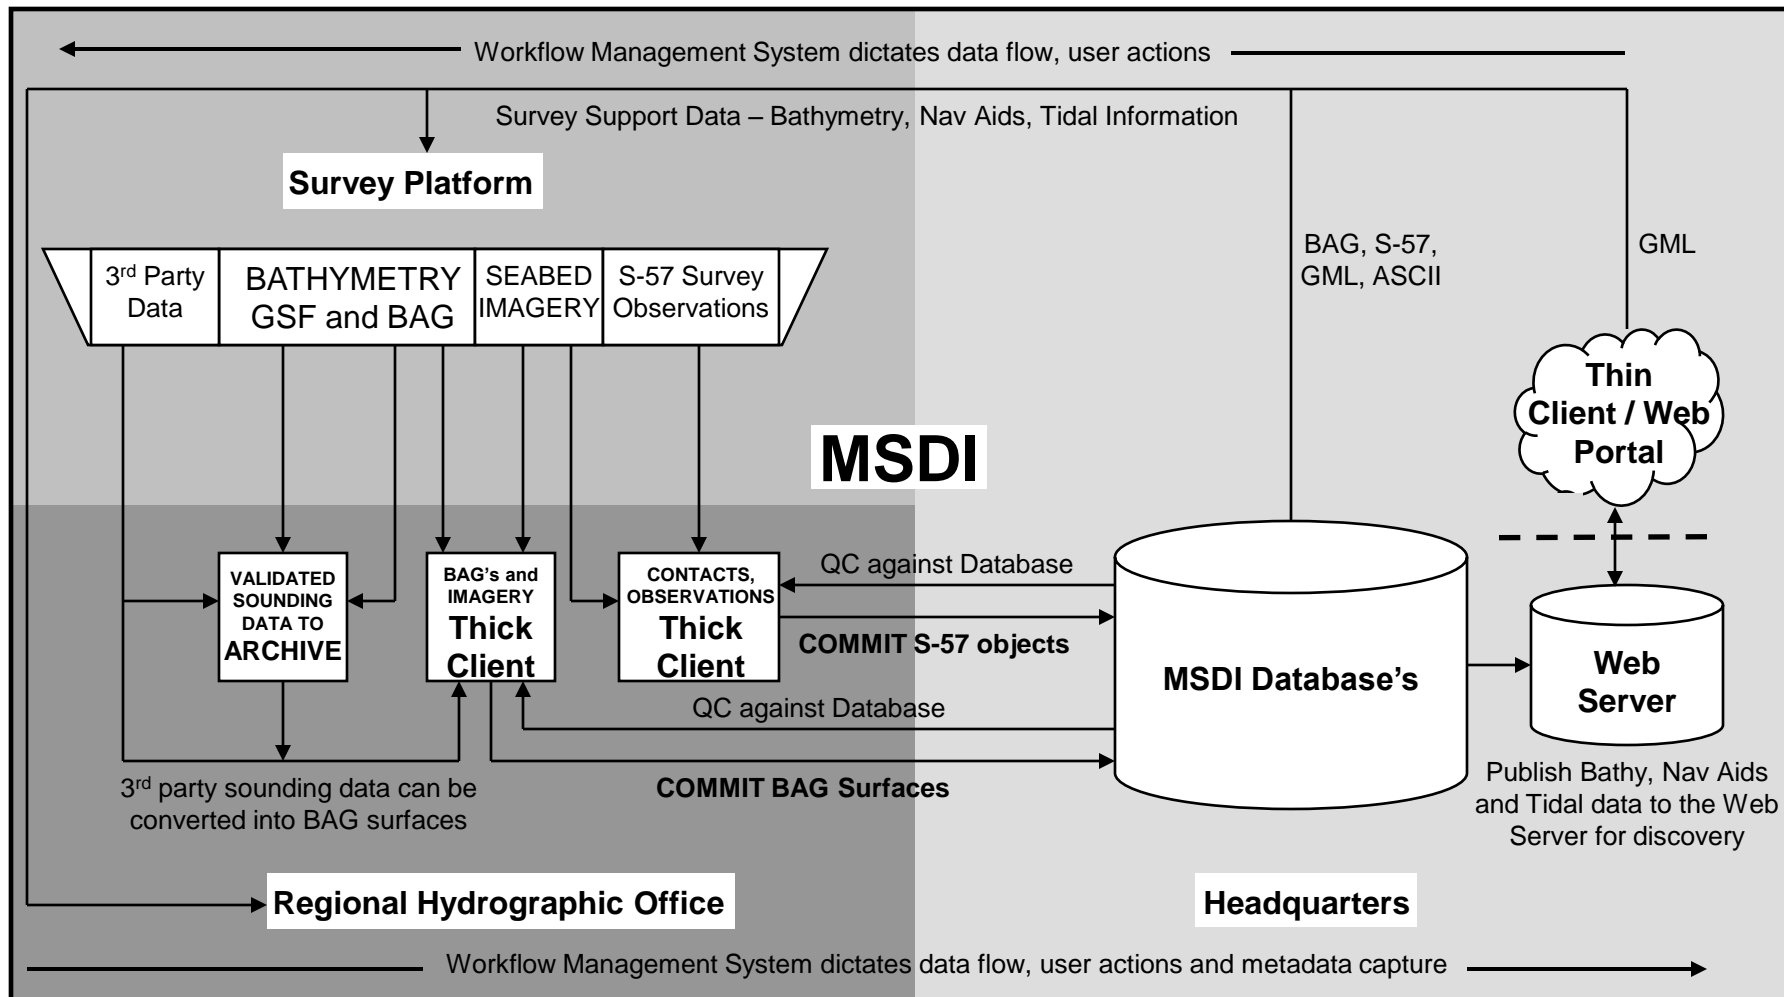 Workflow Management System dictates data flow, user actions
Survey Support Data – Bathymetry, Nav Aids, Tidal Information
Survey Platform
3rd Party
Data
BATHYMETRY
GSF and BAG
SEABED
IMAGERY
S-57 Survey
Observations
BAG, S-57,
GML, ASCII
GML
Thin
Client / Web
Portal
MSDI
VALIDATED
SOUNDING
DATA TO
ARCHIVE
BAG's and
IMAGERY
Thick
Client
CONTACTS,
OBSERVATIONS
Thick
Client
QC against Database
COMMIT S-57 objects
QC against Database
COMMIT BAG Surfaces
MSDI Database's
Web
Server
Publish Bathy, Nav Aids
and Tidal data to the Web
Server for discovery
3rd party sounding data can be
converted into BAG surfaces
Regional Hydrographic Office
Headquarters
Workflow Management System dictates data flow, user actions and metadata capture